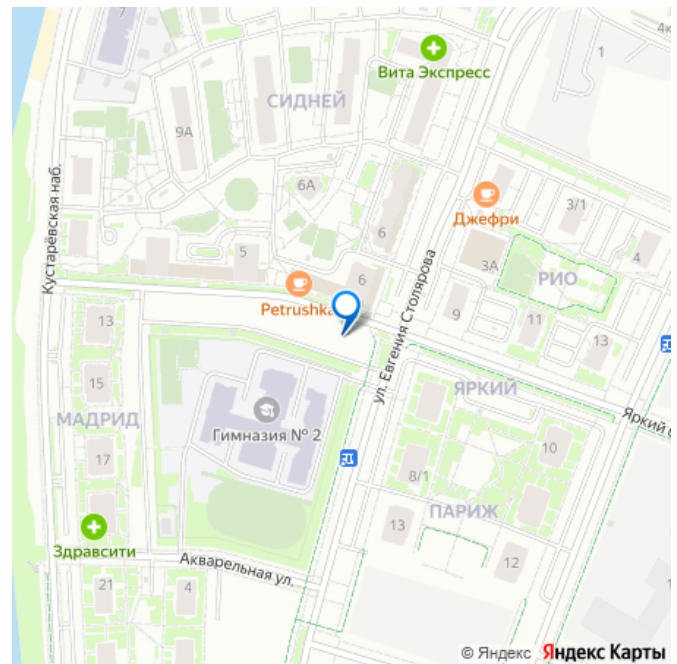 7
4к
1
Вита Экспресс
СИДНЕЙ
9А
6А
3/1
Джефри
Кустарёвская наб.
6
5
3А
4
РИО
6
Petrushka
ул. Евгения Столярова
9
11
13
13
15
ЯРКИЙ
Яркий
МАДРИД
Гимназия № 2
10
17
8/1
ПАРИЖ
13
Здравсити
12
Акварельная ул.
21
4
1
© Яндекс Яндекс Карты